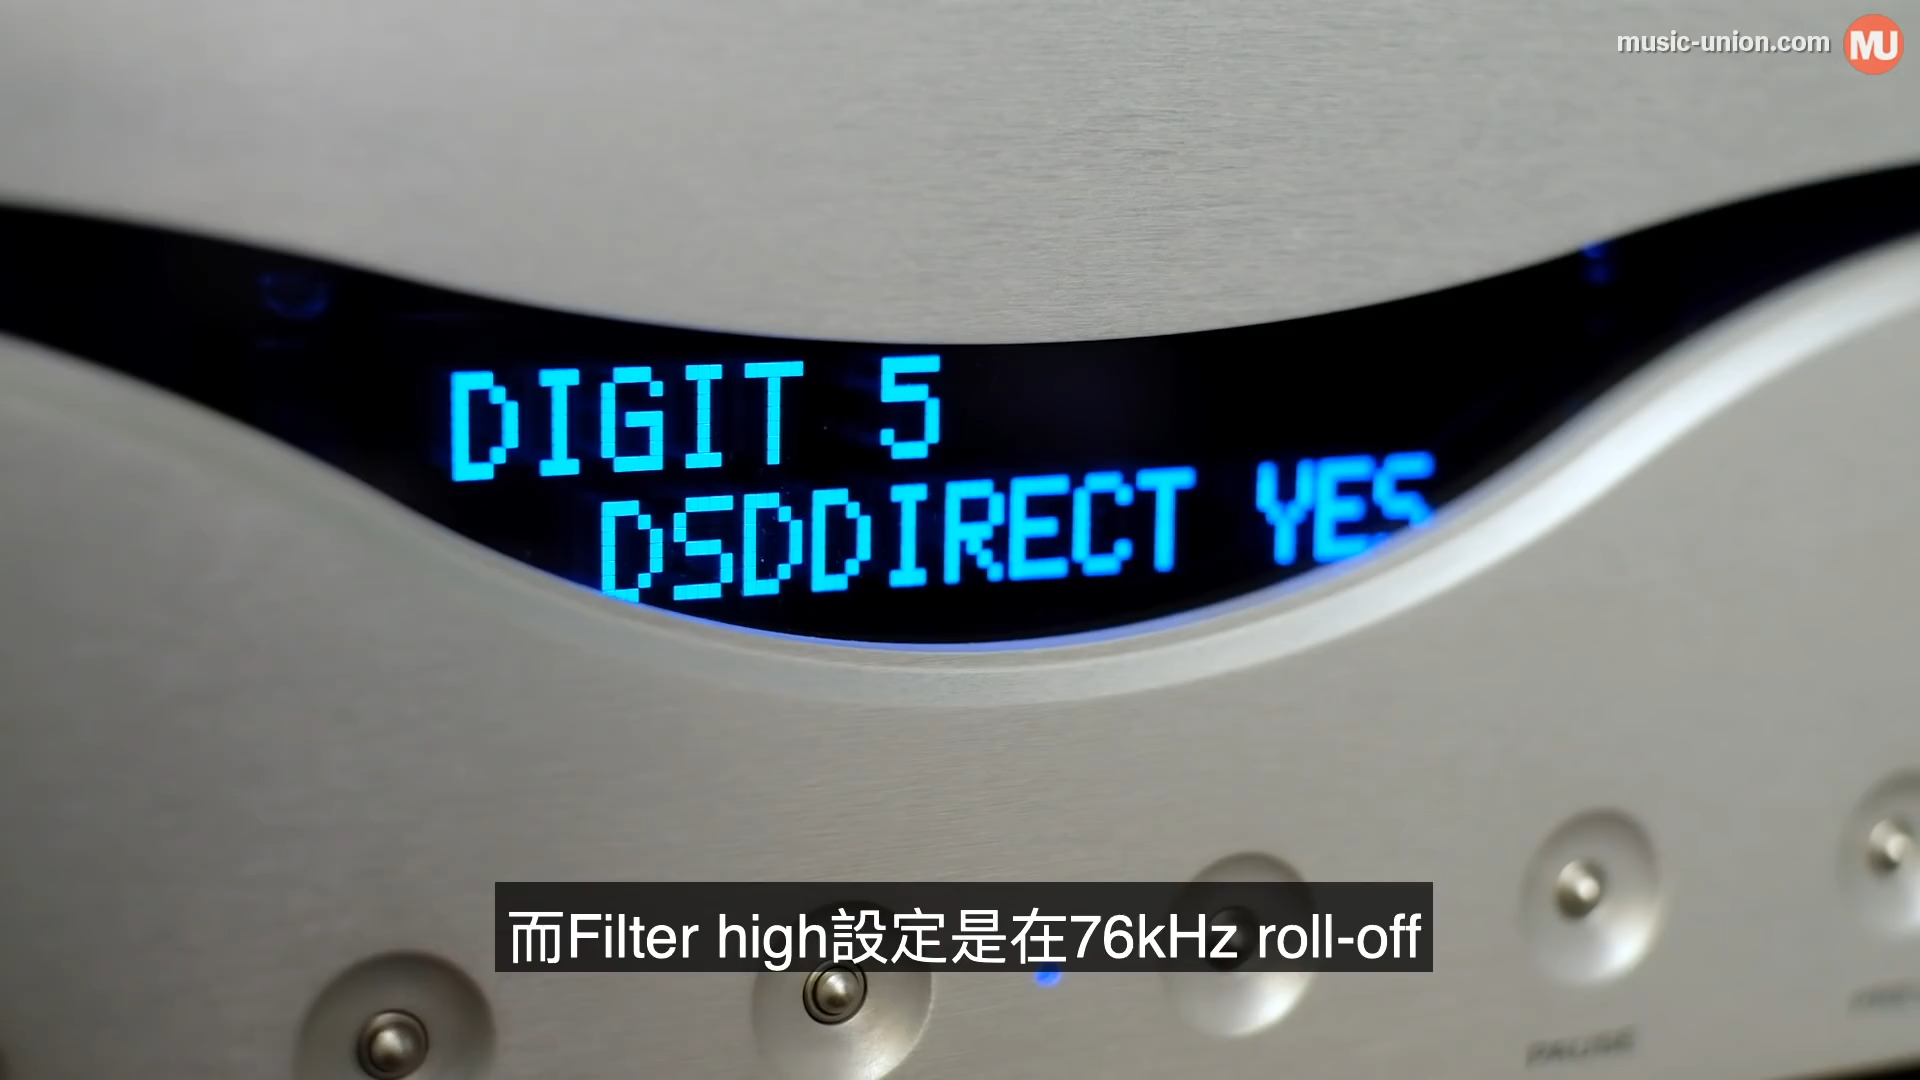 music-union.com MU
DIGIT 5
DSDDIRECT YES
而Filter high設定是在76kHz roll-off
PAUSE